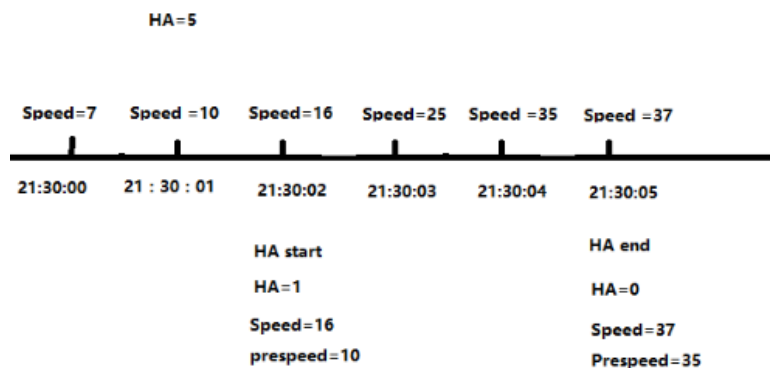 HA=5
Speed=7 Speed =10 Speed=16 Speed=25 Speed =35 Speed =37
21:30:00 21 : 30 : 01 21:30:02 21:30:03 21:30:04 21:30:05
HA start HA end
HA=1 HA=0
Speed=16 Speed=37
prespeed=10 Prespeed=35